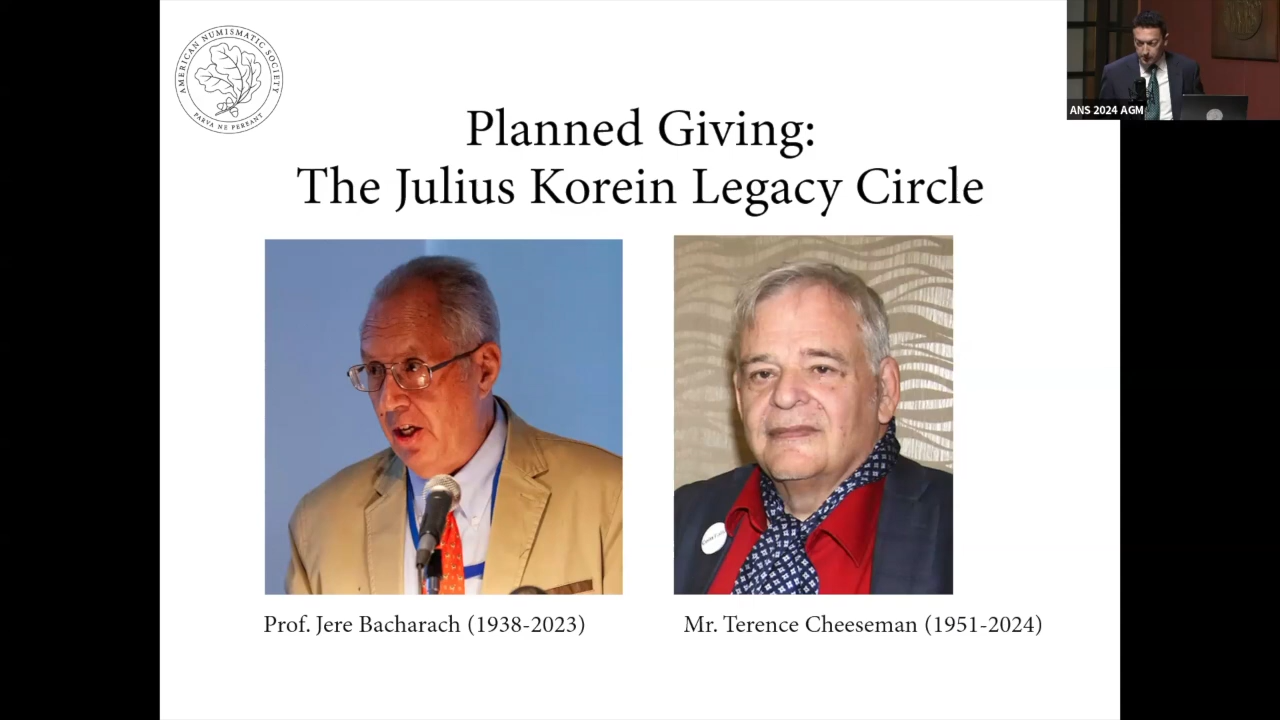 AMERICAN NUMISMATIC SOCIETY
PARVA NE PEREANT
ANS 2024 AGM
Planned Giving:
The Julius Korein Legacy Circle
Prof. Jere Bacharach (1938-2023)
Mr. Terence Cheeseman (1951-2024)